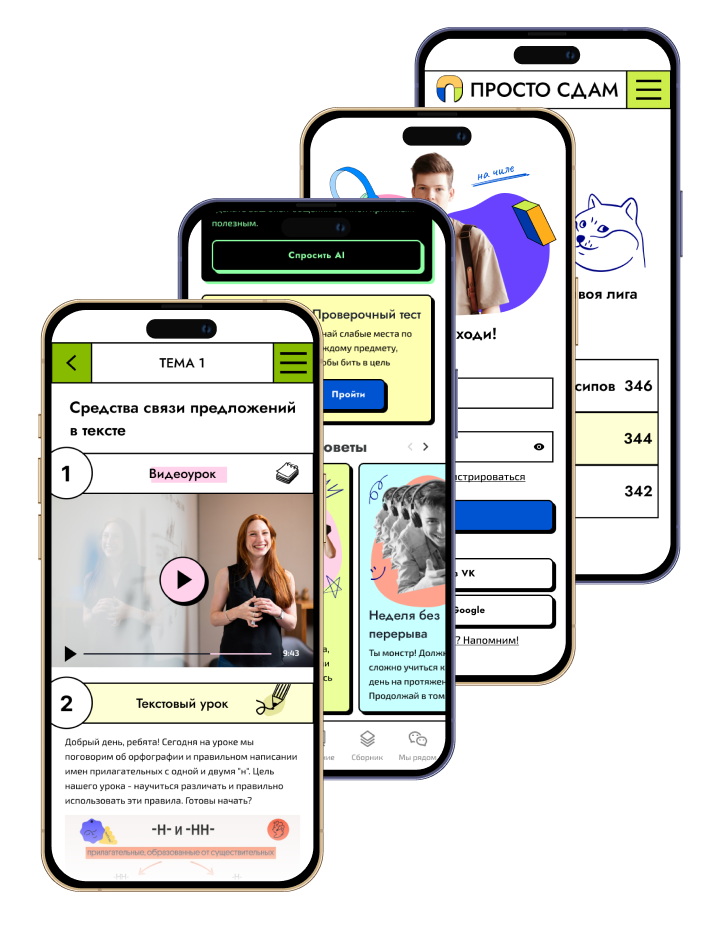 ПРОСТО СДАМ
на чиле
воя лига
сипов 346
344
342
ходи!
стрироваться
VK
Google
? Напомним!
полезным.
Спросить AI
Проверочный тест
най слабые места по
ждому предмету,
обы бить в цель
Пройти
оветы
Неделя без
перерыва
Ты монстр! Долж
сложно учиться к
день на протяжен
Продолжай в том
Сборник
Мы рядом
ТЕМА 1
Средства связи предложений
в тексте
1
Видеоурок
9:43
2
Текстовый урок
Добрый день, ребята! Сегодня на уроке мы
поговорим об орфографии и правильном написании
имен прилагательных с одной и двумя "н". Цель
нашего урока - научиться различать и правильно
использовать эти правила. Готовы начать?
-Н- и -НН-
прилагательные, образованные от существительных
-НН-
-Н-